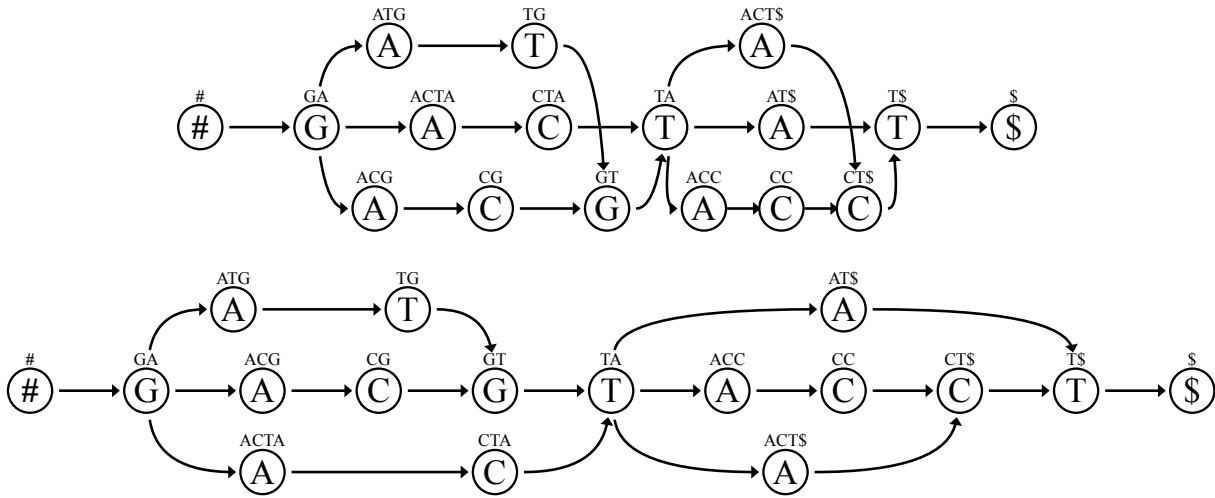 ATG TG ACT$
A T A
# GA ACTA CTA TA AT$ T$ $
# G A C T A T $
ACG CG GT ACC CC CT$
A C G A C C
ATG TG AT$
A T A
# GA ACG CG GT TA ACC CC CT$ T$ $
# G A C G T A C C T $
ACTA CTA ACT$
A C A